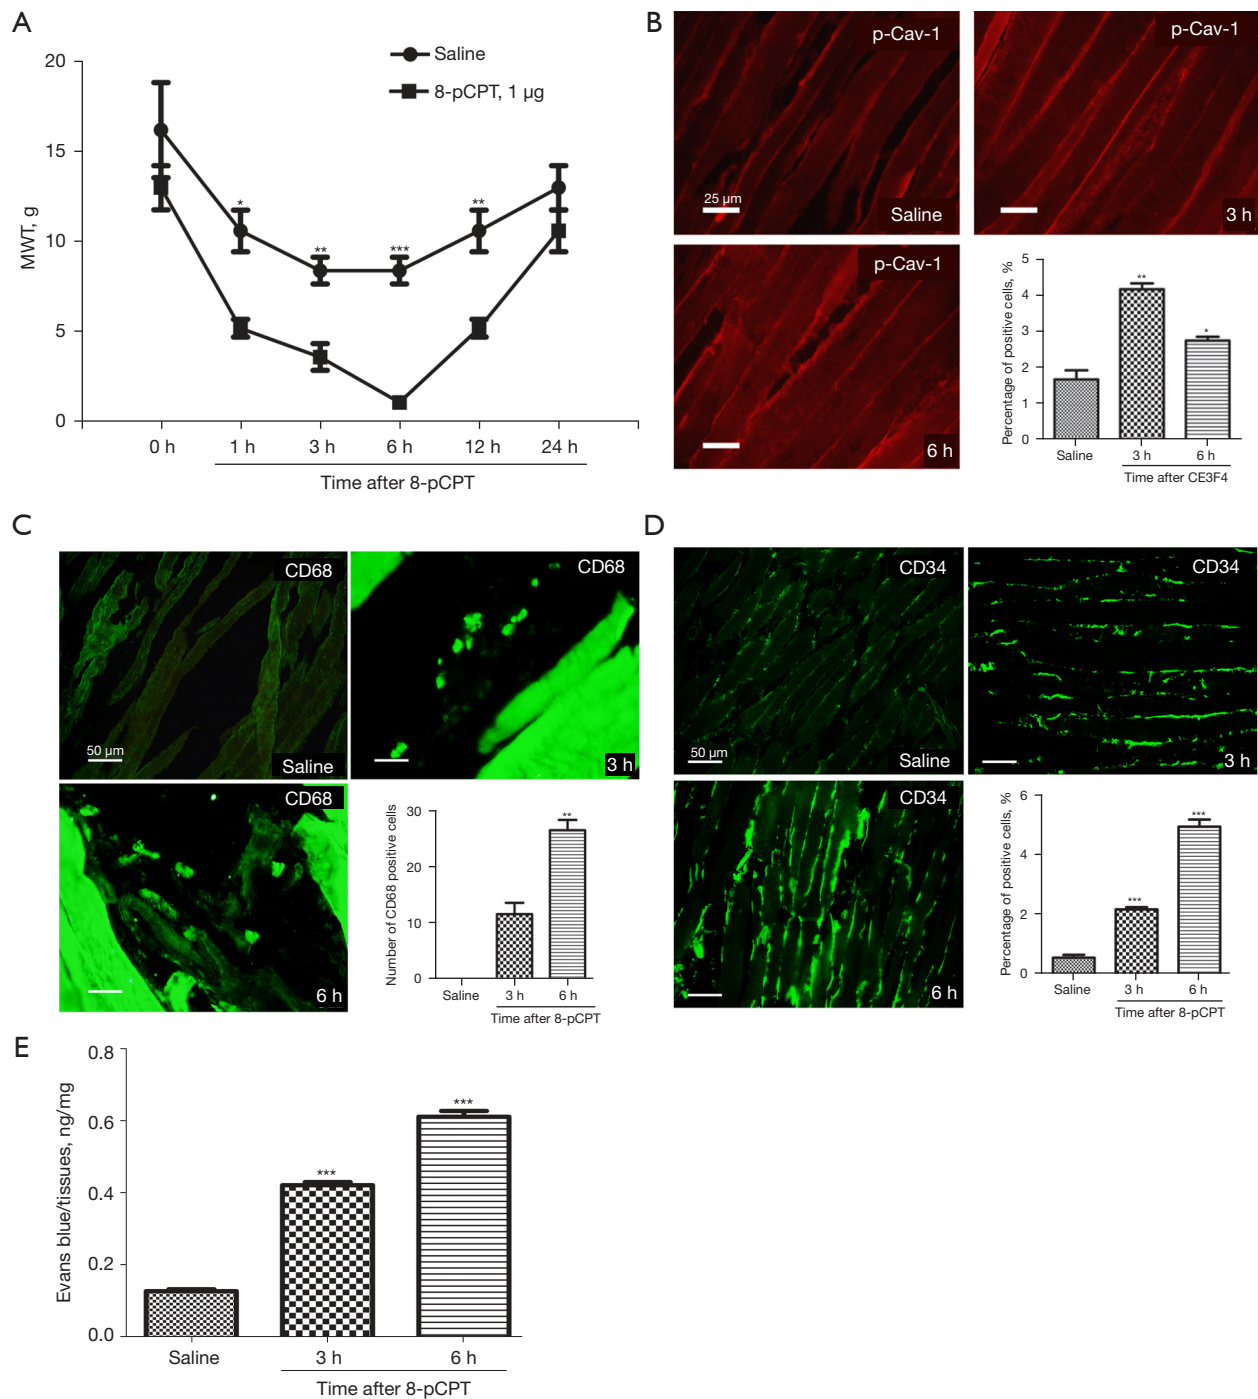 A
Saline
8-pCPT, 1 µg
MWT, g
20
15
10
5
0
*
**
***
**
0 h 1 h 3 h 6 h 12 h 24 h
Time after 8-pCPT
B
p-Cav-1
25 µm
Saline
p-Cav-1
3 h
p-Cav-1
6 h
Percentage of positive cells, %
5
4
3
2
1
0
**
*
Saline 3 h 6 h
Time after CE3F4
C
CD68
50 µm
Saline
CD68
3 h
CD68
6 h
Number of CD68 positive cells
30
20
10
0
**
Saline 3 h 6 h
Time after 8-pCPT
D
CD34
50 µm
Saline
CD34
3 h
CD34
6 h
Percentage of positive cells, %
6
4
2
0
***
***
Saline 3 h 6 h
Time after 8-pCPT
E
Evans blue/tissues, ng/mg
0.8
0.6
0.4
0.2
0.0
***
***
Saline 3 h 6 h
Time after 8-pCPT